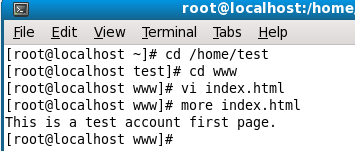 root@localhost:/home/
File Edit View Terminal Tabs Help
[root@localhost ~]# cd /home/test
[root@localhost test]# cd www
[root@localhost www]# vi index.html
[root@localhost www]# more index.html
This is a test account first page.
[root@localhost www]#